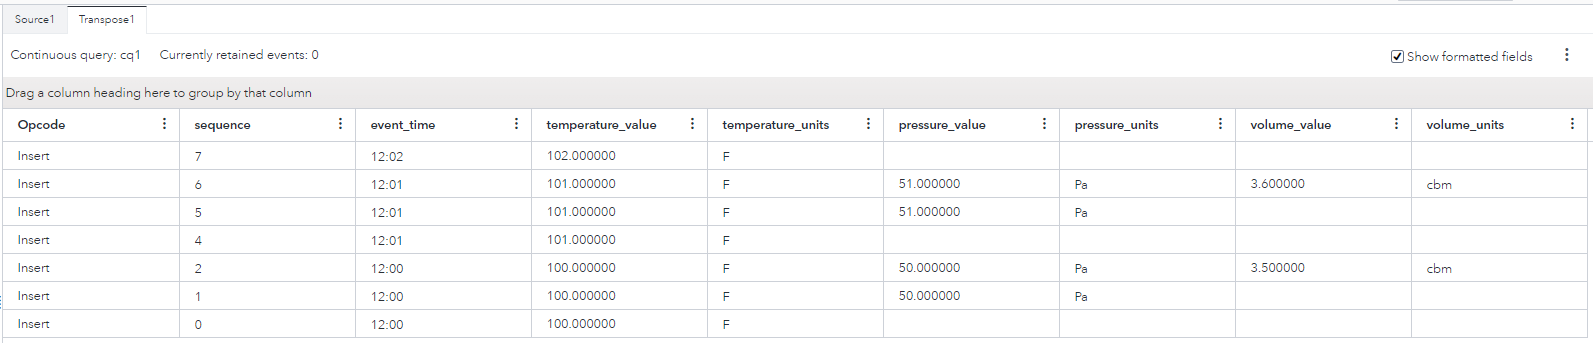 Source1 Transpose1
Continuous query: cq1 Currently retained events: 0 Show formatted fields
Drag a column heading here to group by that column
Opcode sequence event_time temperature_value temperature_units pressure_value pressure_units volume_value volume_units
Insert 7 12:02 102.000000 F
Insert 6 12:01 101.000000 F 51.000000 Pa 3.600000 cbm
Insert 5 12:01 101.000000 F 51.000000 Pa
Insert 4 12:01 101.000000 F
Insert 2 12:00 100.000000 F 50.000000 Pa 3.500000 cbm
Insert 1 12:00 100.000000 F 50.000000 Pa
Insert 0 12:00 100.000000 F